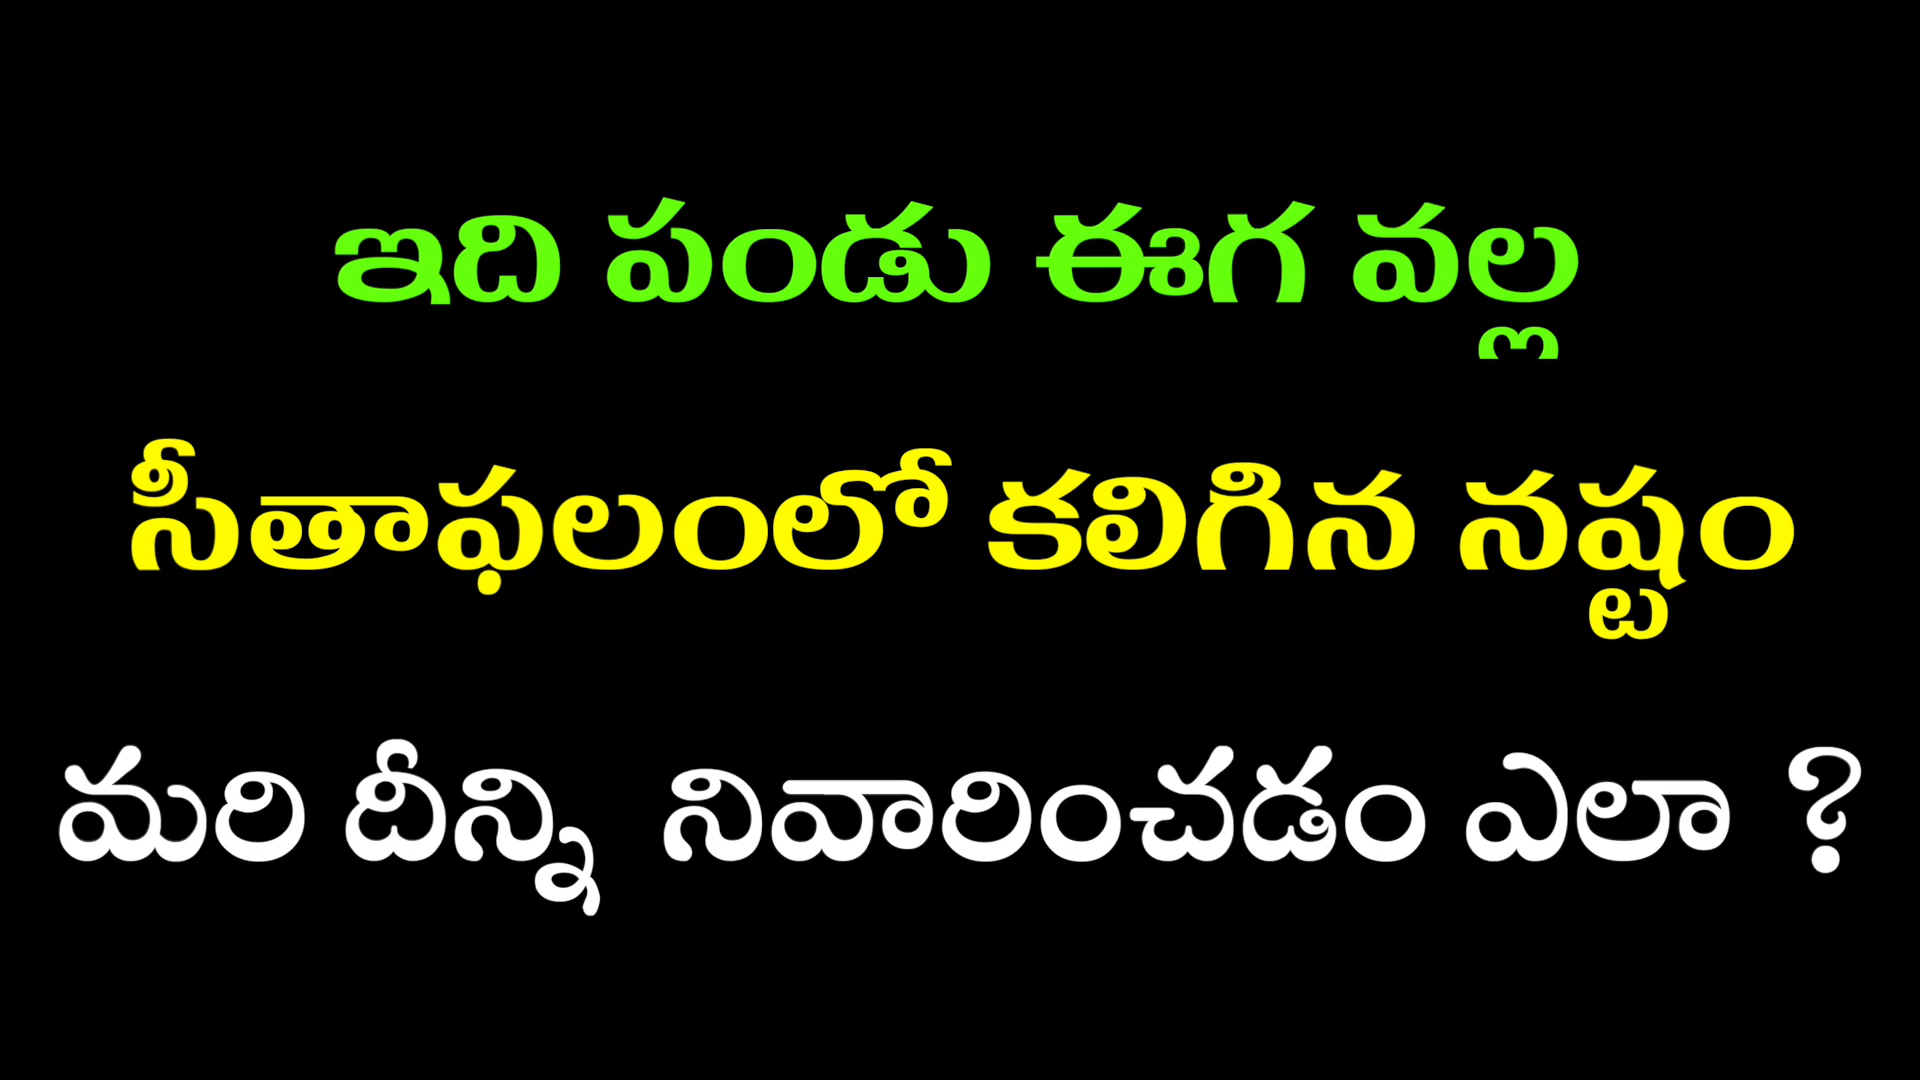 ఇది పండు ఈగ వల్ల
సీతాఫలంలో కలిగిన నష్టం
మరి దీన్ని నివారించడం ఎలా ?